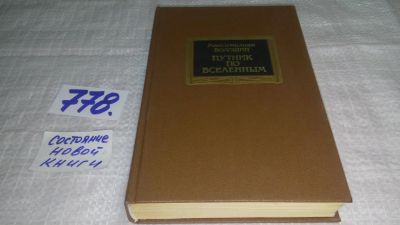 778.
СОСТОЯНИЕ
НОВОЙ
КНИГИ
Максимилиан
ВОЛОШИН
ПУТНИК
ПО
ВСЕЛЕННЫМ